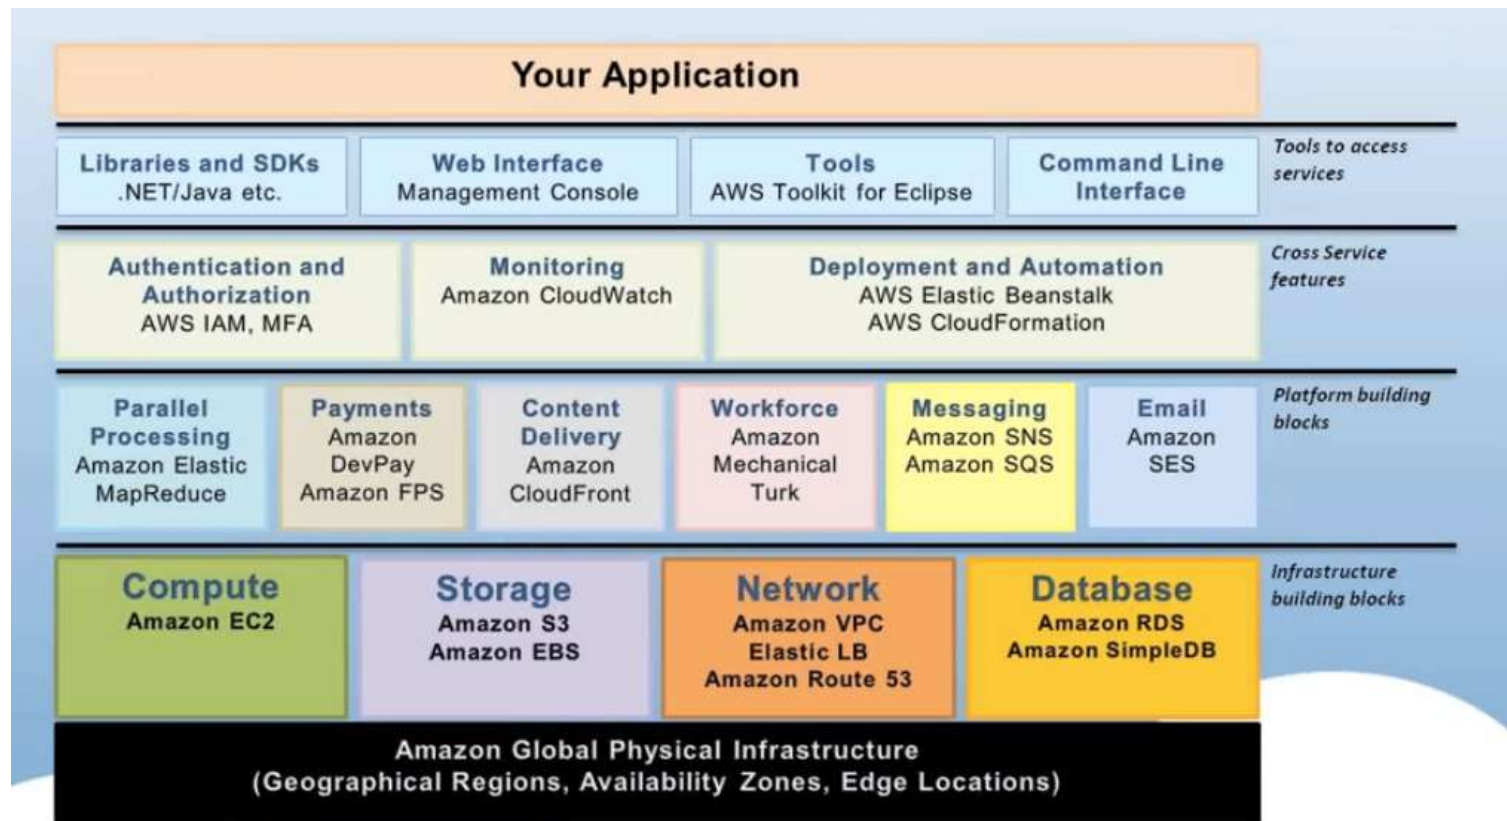 Your Application
Libraries and SDKs
.NET/Java etc.
Web Interface
Management Console
Tools
AWS Toolkit for Eclipse
Command Line
Interface
Tools to access
services
Authentication and
Authorization
AWS IAM, MFA
Monitoring
Amazon CloudWatch
Deployment and Automation
AWS Elastic Beanstalk
AWS CloudFormation
Cross Service
features
Parallel
Processing
Amazon Elastic
MapReduce
Payments
Amazon
DevPay
Amazon FPS
Content
Delivery
Amazon
CloudFront
Workforce
Amazon
Mechanical
Turk
Messaging
Amazon SNS
Amazon SQS
Email
Amazon
SES
Platform building
blocks
Compute
Amazon EC2
Storage
Amazon S3
Amazon EBS
Network
Amazon VPC
Elastic LB
Amazon Route 53
Database
Amazon RDS
Amazon SimpleDB
Infrastructure
building blocks
Amazon Global Physical Infrastructure
(Geographical Regions, Availability Zones, Edge Locations)